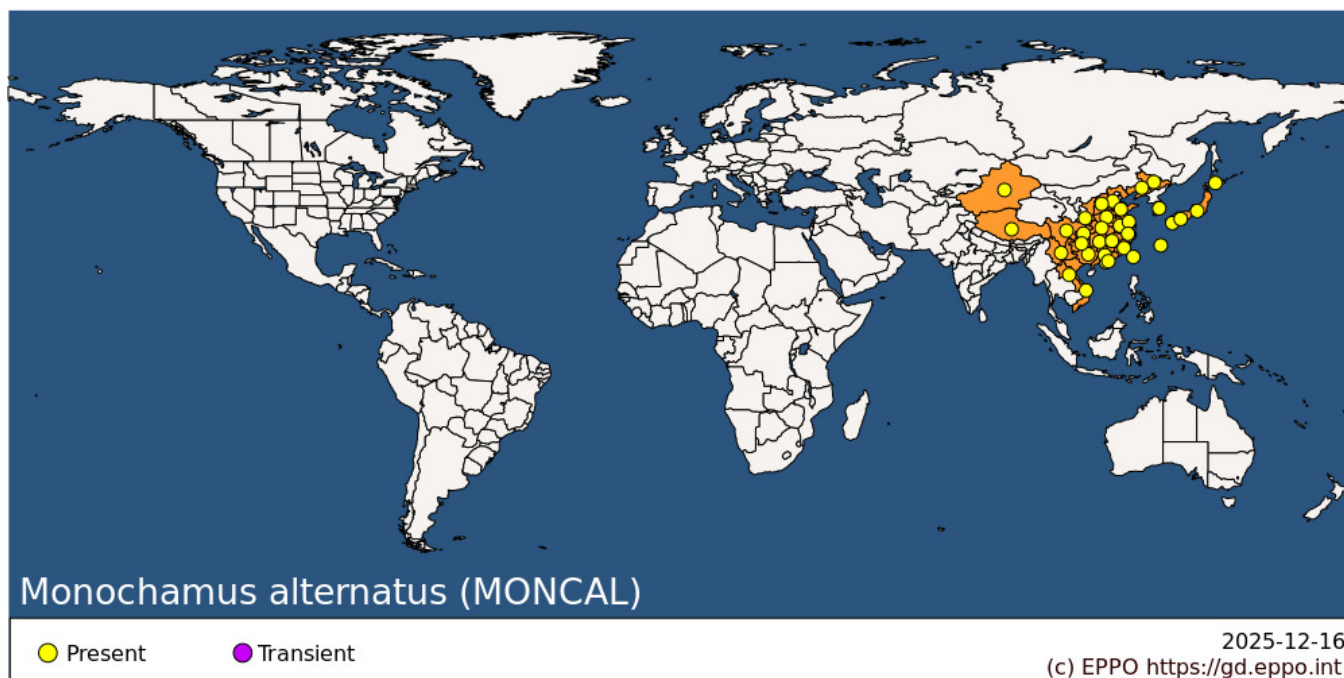 Monochamus alternatus (MONCAL)
Present
Transient
2025-12-16
(c) EPPO https://gd.eppo.int